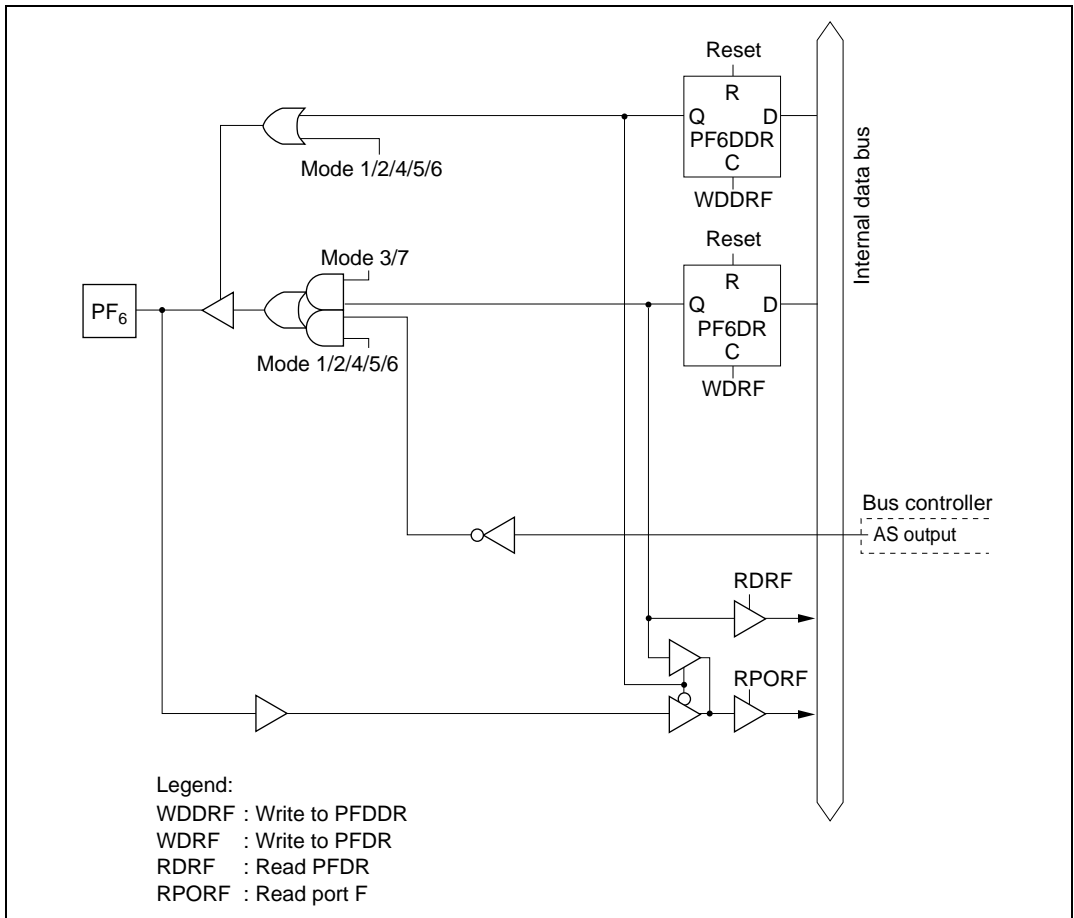 Reset
R
Q D
PF6DDR
C
WDDRF
Mode 1/2/4/5/6
Internal data bus
Reset
Mode 3/7
R
Q D
PF6DR
C
WDRF
PF6
Mode 1/2/4/5/6
Bus controller
AS output
RDRF
RPORF
Legend:
WDDRF : Write to PFDDR
WDRF : Write to PFDR
RDRF : Read PFDR
RPORF : Read port F